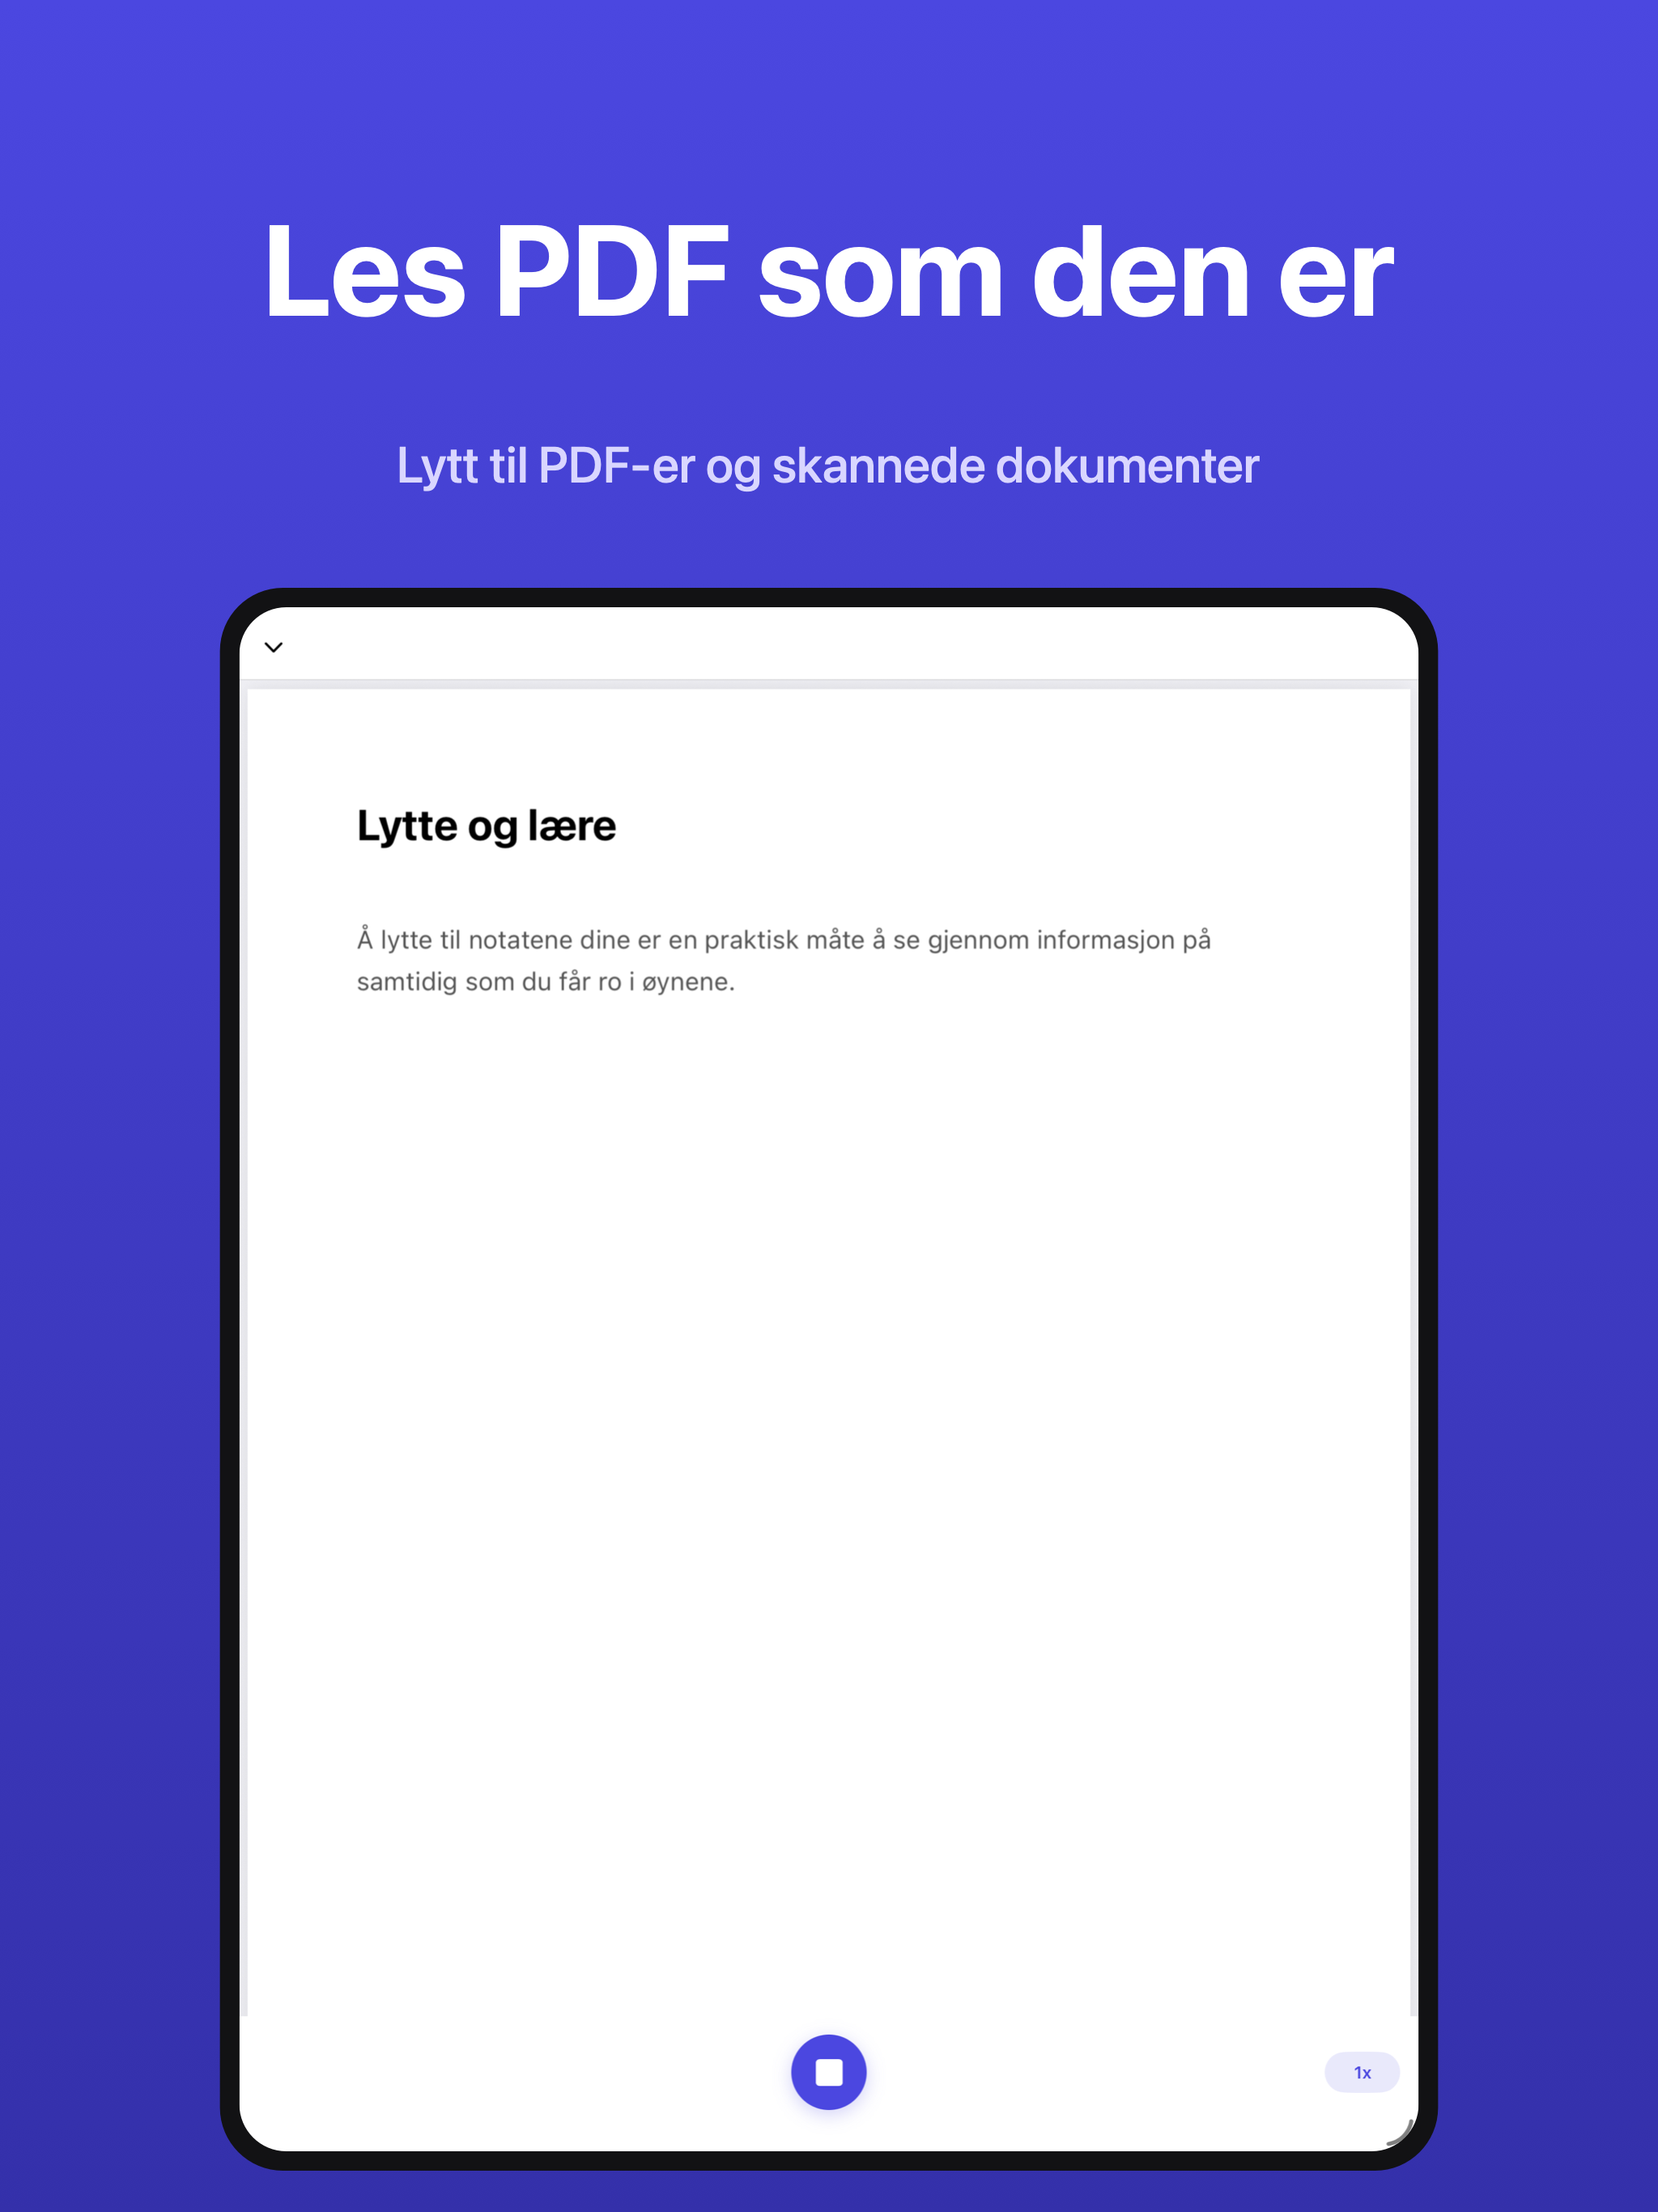 Les PDF som den er
Lytt til PDF-er og skannede dokumenter
Lytte og lære
Å lytte til notatene dine er en praktisk måte å se gjennom informasjon på
samtidig som du får ro i øynene.
1x